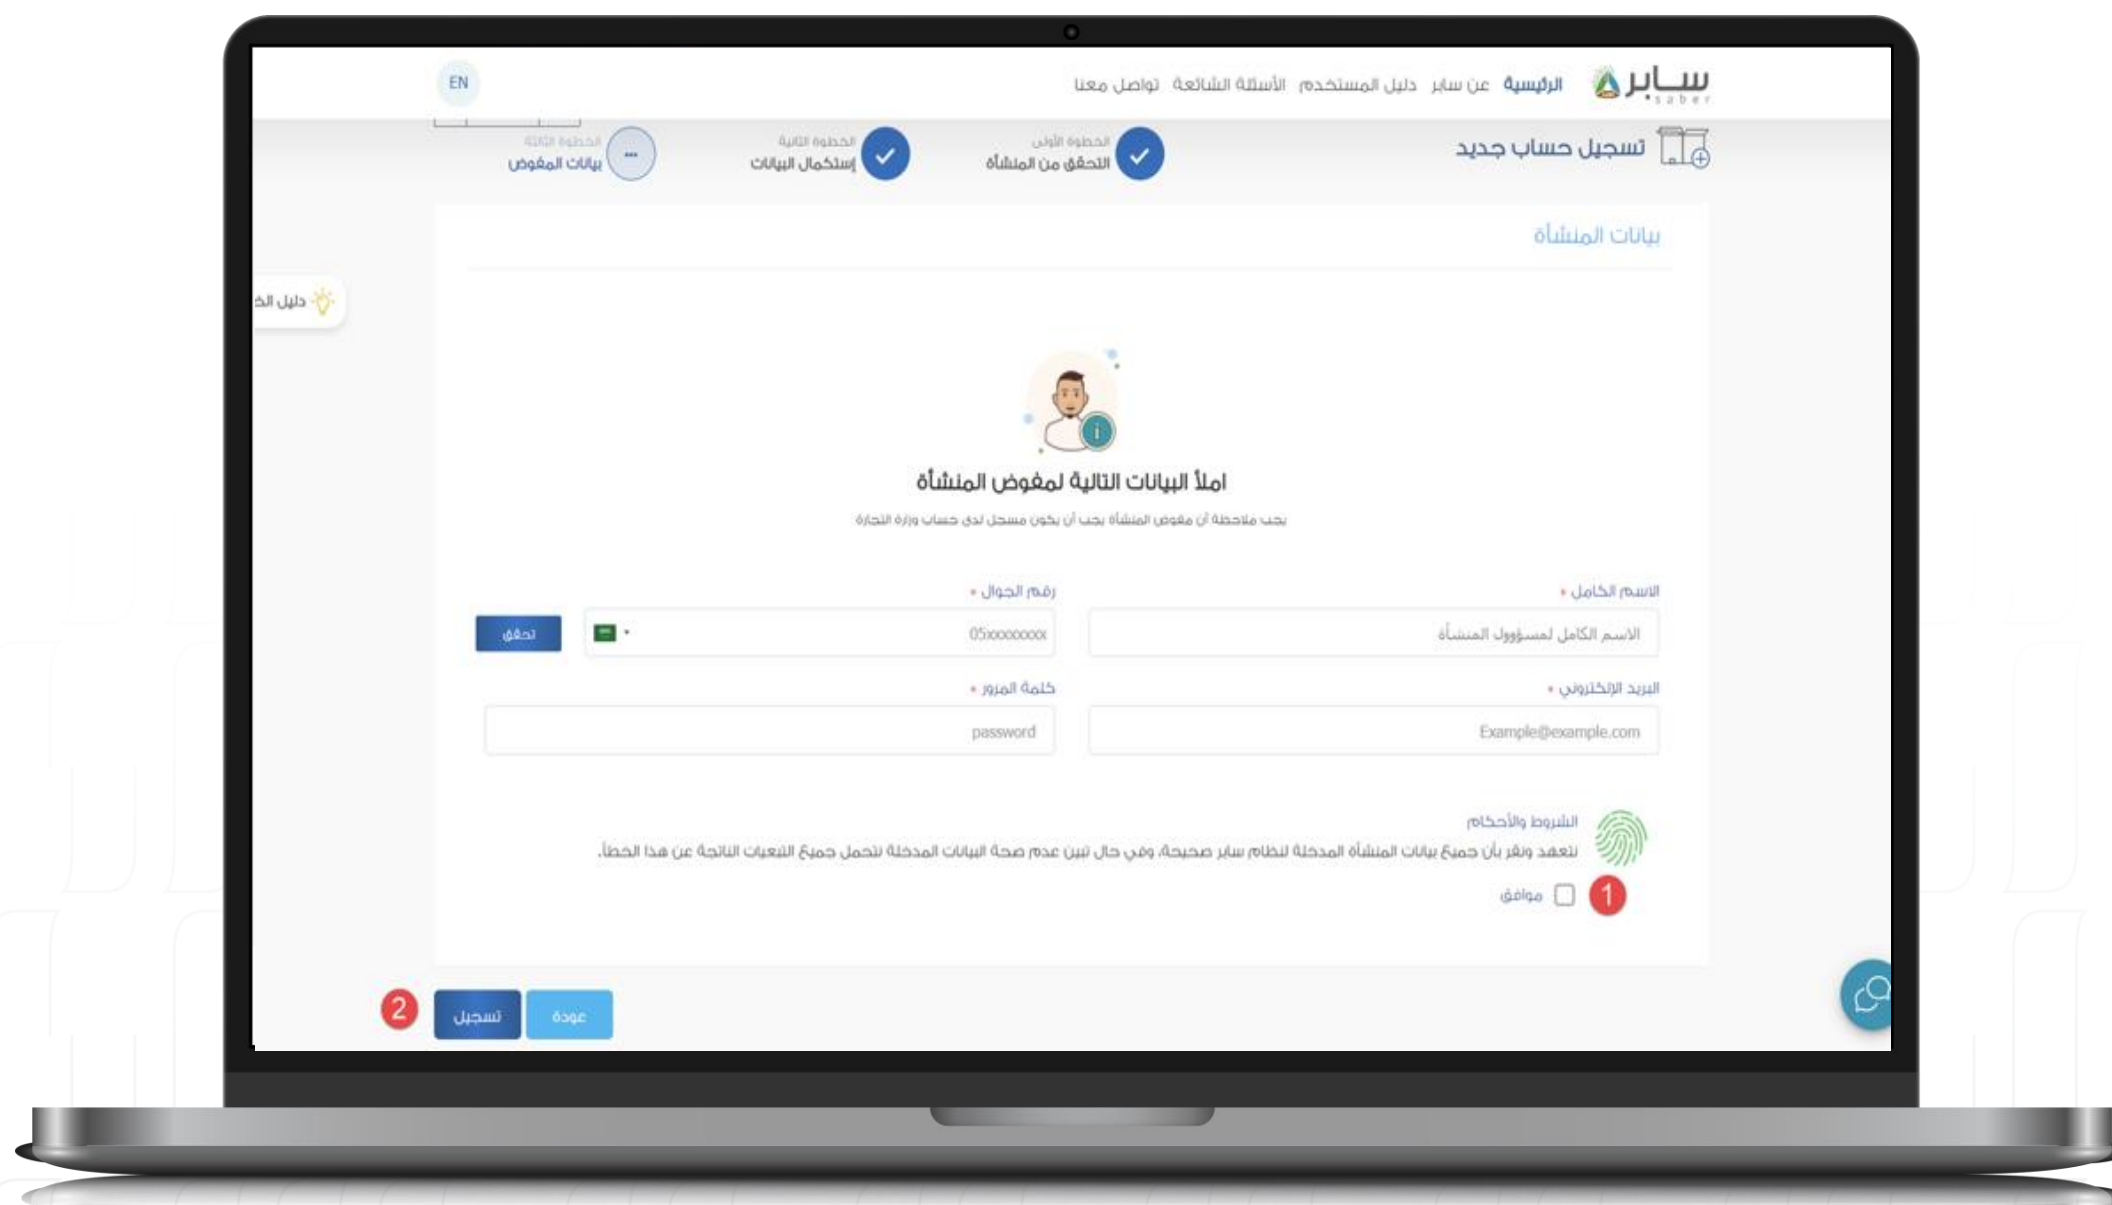 سابر
saber
الرئيسية عن سابر دليل المستخدم الأسئلة الشائعة تواصل معنا
EN
تسجيل حساب جديد
الخطوة الأولى
التحقق من المنشأة
الخطوة الثانية
إستكمال البيانات
الخطوة الثالثة
بيانات المفوض
بيانات المنشأة
دليل الخ
املأ البيانات التالية لمفوض المنشأة
يجب ملاحظة أن مفوض المنشأة يجب أن يكون مسجل لدى حساب وزارة التجارة
الاسم الكامل *
رقم الجوال *
الاسم الكامل لمسؤوول المنشأة
05xxxxxxxx
تحقق
البريد الإلكتروني *
كلمة المرور *
Example@example.com
password
الشروط والأحكام
نتعهد ونقر بأن جميع بيانات المنشأة المدخلة لنظام سابر صحيحة، وفي حال تبين عدم صحة البيانات المدخلة نتحمل جميع التبعيات الناتجة عن هذا الخطأ.
1 موافق
عودة
تسجيل
2